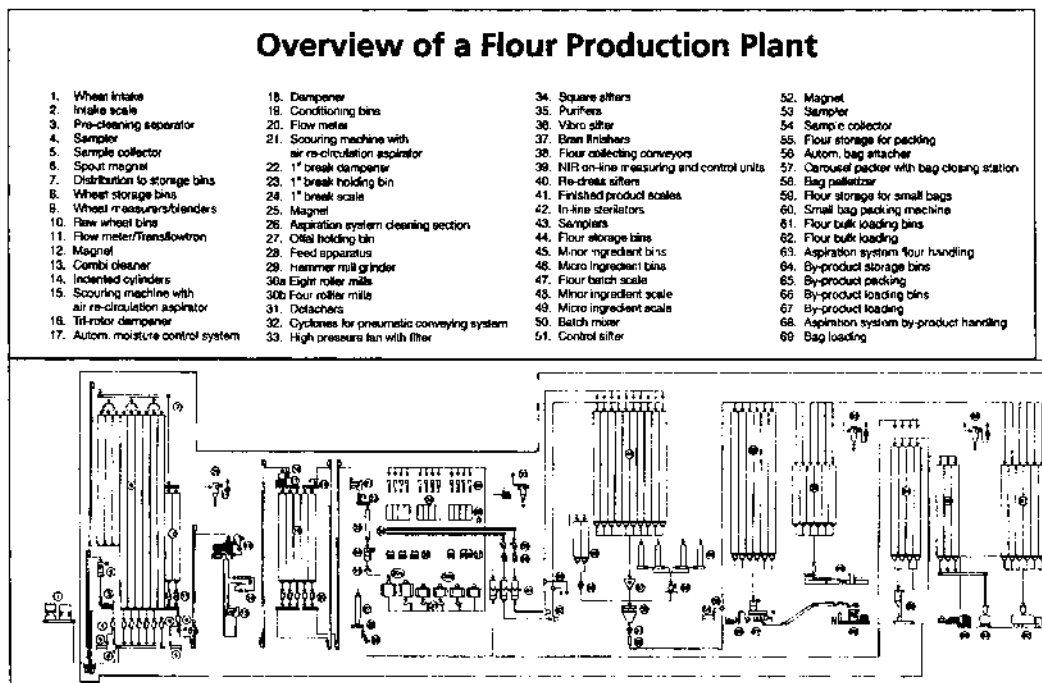 Overview of a Flour Production Plant
1. Wheat intake
2. Intake scale
3. Pre-cleaning separator
4. Sampler
5. Sample collector
6. Spout magnet
7. Distribution to storage bins
8. Wheat storage bins
9. Wheat measurers/blenders
10. Raw wheat bins
11. Flow meter/Transflowtron
12. Magnet
13. Combi cleaner
14. Indented cylinders
15. Scouring machine with
air re-circulation aspirator
16. Tri-rotor dampener
17. Autom. moisture control system
18. Dampener
19. Conditioning bins
20. Flow meter
21. Scouring machine with
air re-circulation aspirator
22. 1" break dampener
23. 1" break holding bin
24. 1" break scale
25. Magnet
26. Aspiration system cleaning section
27. Offal holding bin
28. Feed apparatus
29. Hammer mill grinder
30a Eight roller mills
30b Four roller mills
31. Detachers
32. Cyclones for pneumatic conveying system
33. High pressure fan with filter
34. Square sifters
35. Purifiers
36. Vibro sifter
37. Bran finishers
38. Flour collecting conveyors
39. NIR on-line measuring and control units
40. Re-dress sifters
41. Finished product scales
42. In-line sterilators
43. Samplers
44. Flour storage bins
45. Minor ingredient bins
46. Micro ingredient bins
47. Flour batch scale
48. Minor ingredient scale
49. Micro ingredient scale
50. Batch mixer
51. Control sifter
52. Magnet
53. Sampler
54. Sample collector
55. Flour storage for packing
56. Autom. bag attacher
57. Carousel packer with bag closing station
58. Bag palletizer
59. Flour storage for small bags
60. Small bag packing machine
61. Flour bulk loading bins
62. Flour bulk loading
63. Aspiration system flour handling
64. By-product storage bins
65. By-product packing
66. By-product loading bins
67. By-product loading
68. Aspiration system by-product handling
69. Bag loading